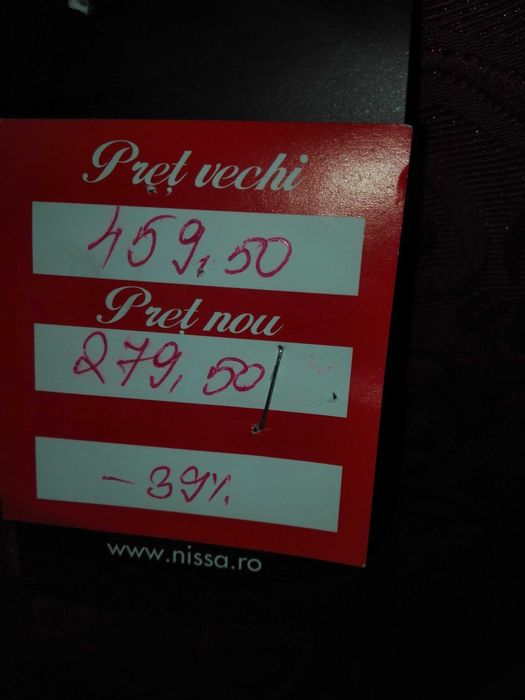 Preț vechi
459,50
Preț nou
279,50
- 39%
www.nissa.ro